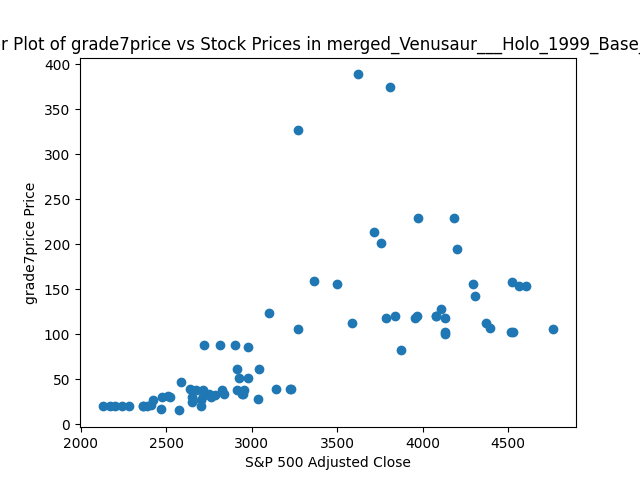 r Plot of grade7price vs Stock Prices in merged_Venusaur___Holo_1999_Base_
400
350
300
250
200
150
100
50
0
grade7price Price
2000 2500 3000 3500 4000 4500
S&P 500 Adjusted Close